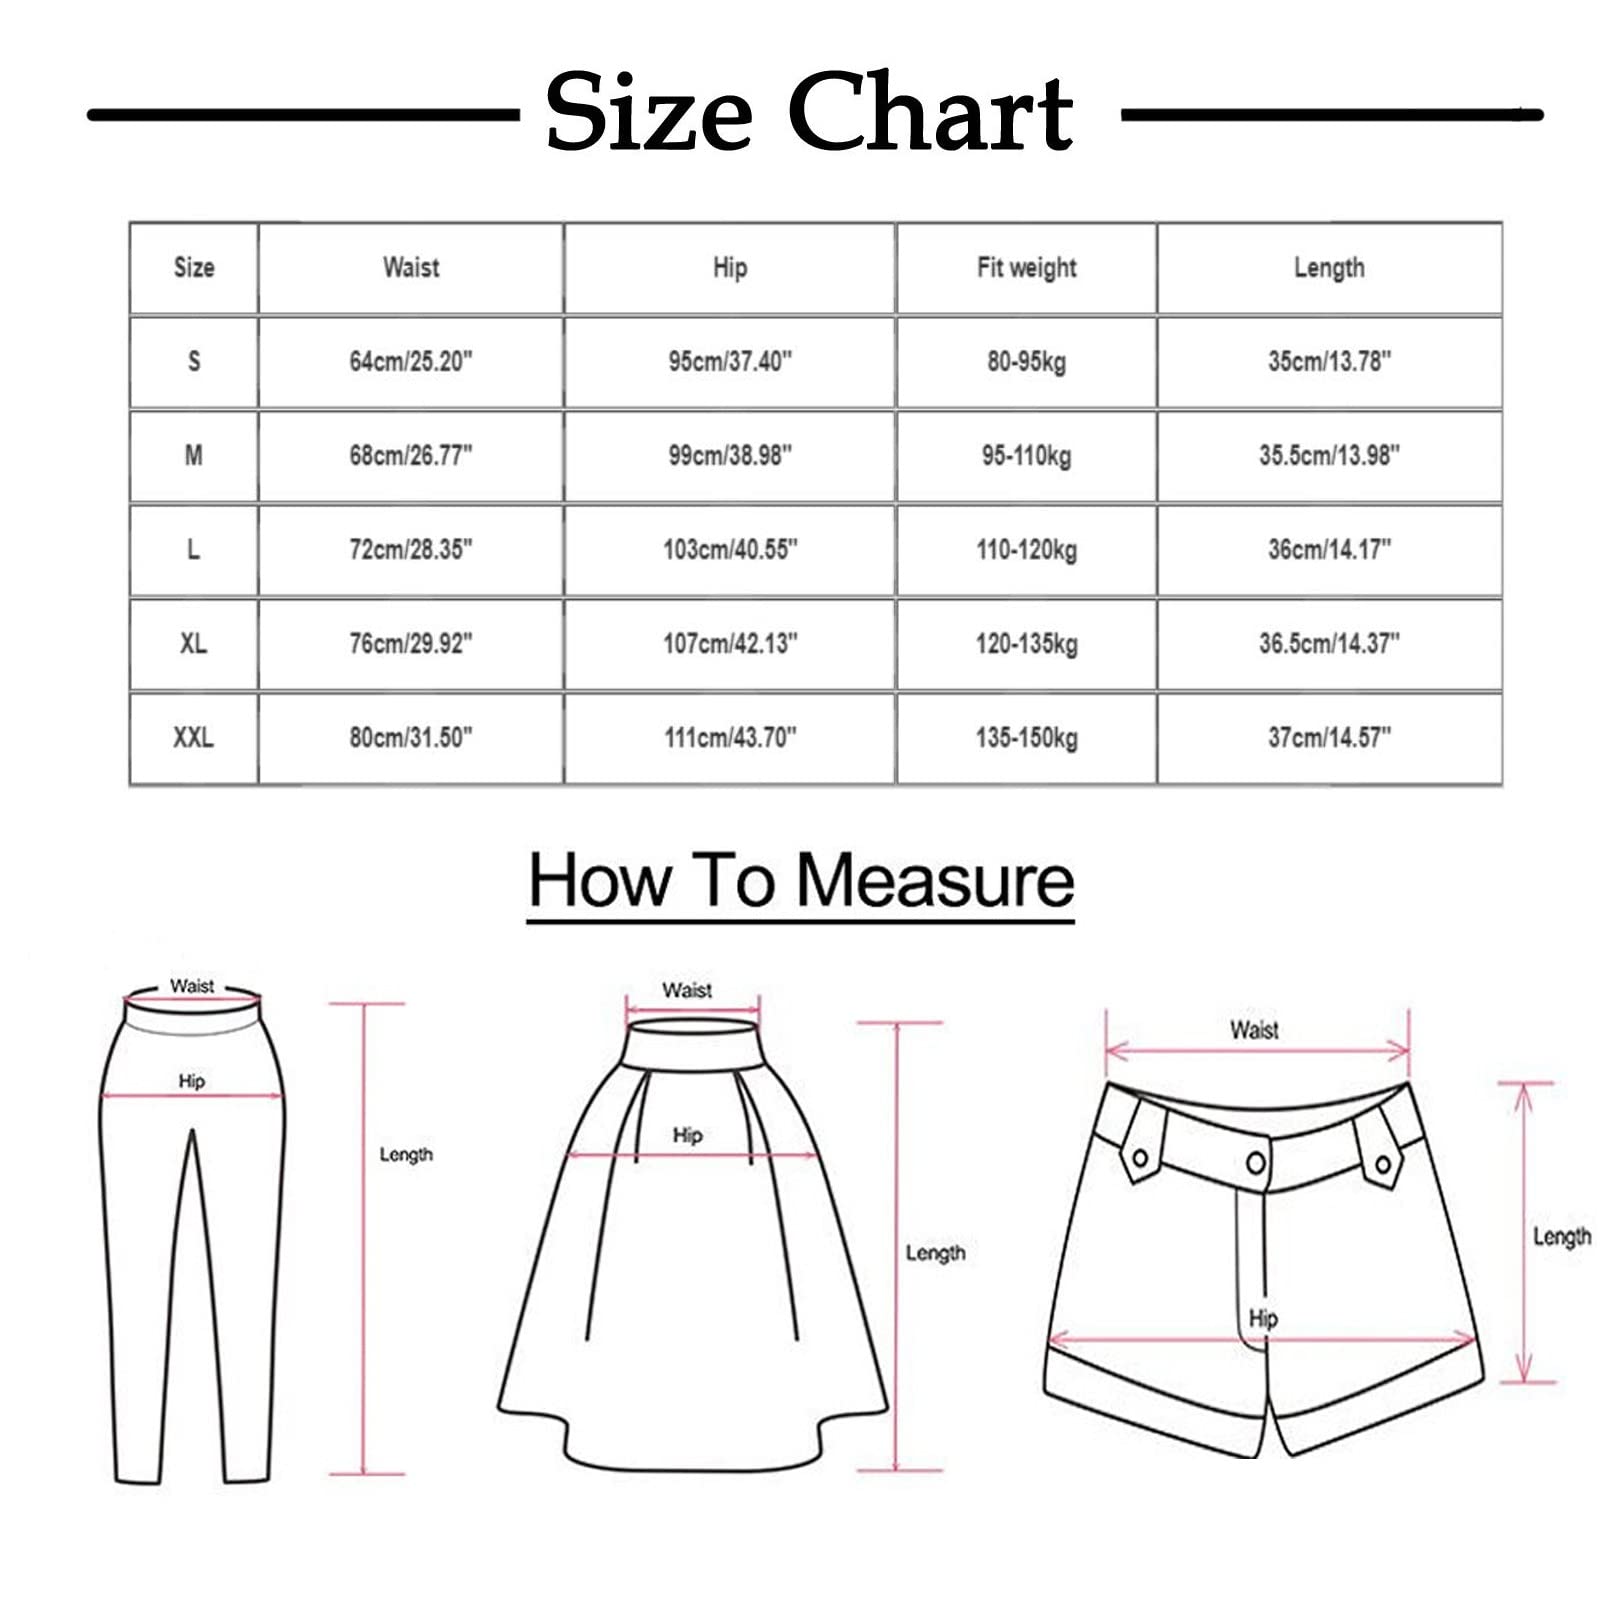 Size Chart
Size Waist Hip Fit weight Length
S 64cm/25.20" 95cm/37.40" 80-95kg 35cm/13.78"
M 68cm/26.77" 99cm/38.98" 95-110kg 35.5cm/13.98"
L 72cm/28.35" 103cm/40.55" 110-120kg 36cm/14.17"
XL 76cm/29.92" 107cm/42.13" 120-135kg 36.5cm/14.37"
XXL 80cm/31.50" 111cm/43.70" 135-150kg 37cm/14.57"
How To Measure
Waist
Hip
Length
Waist
Hip
Length
Waist
Hip
Length